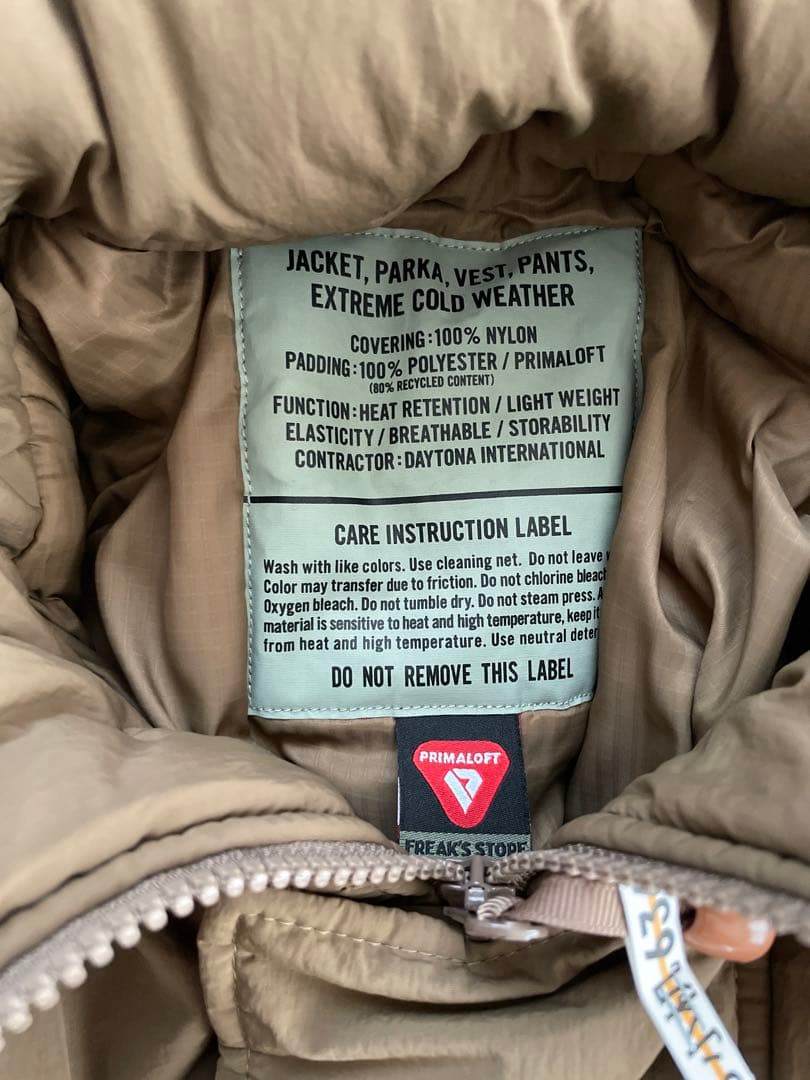 JACKET, PARKA, VEST, PANTS,
EXTREME COLD WEATHER
COVERING:100% NYLON
PADDING:100% POLYESTER / PRIMALOFT
(80% RECYCLED CONTENT)
FUNCTION:HEAT RETENTION / LIGHT WEIGHT
ELASTICITY / BREATHABLE / STORABILITY
CONTRACTOR:DAYTONA INTERNATIONAL
CARE INSTRUCTION LABEL
Wash with like colors. Use cleaning net. Do not leave
Color may transfer due to friction. Do not chlorine bleach
Oxygen bleach. Do not tumble dry. Do not steam press.
material is sensitive to heat and high temperature, keep it
from heat and high temperature. Use neutral deter
DO NOT REMOVE THIS LABEL
PRIMALOFT
FREAK'S STORE